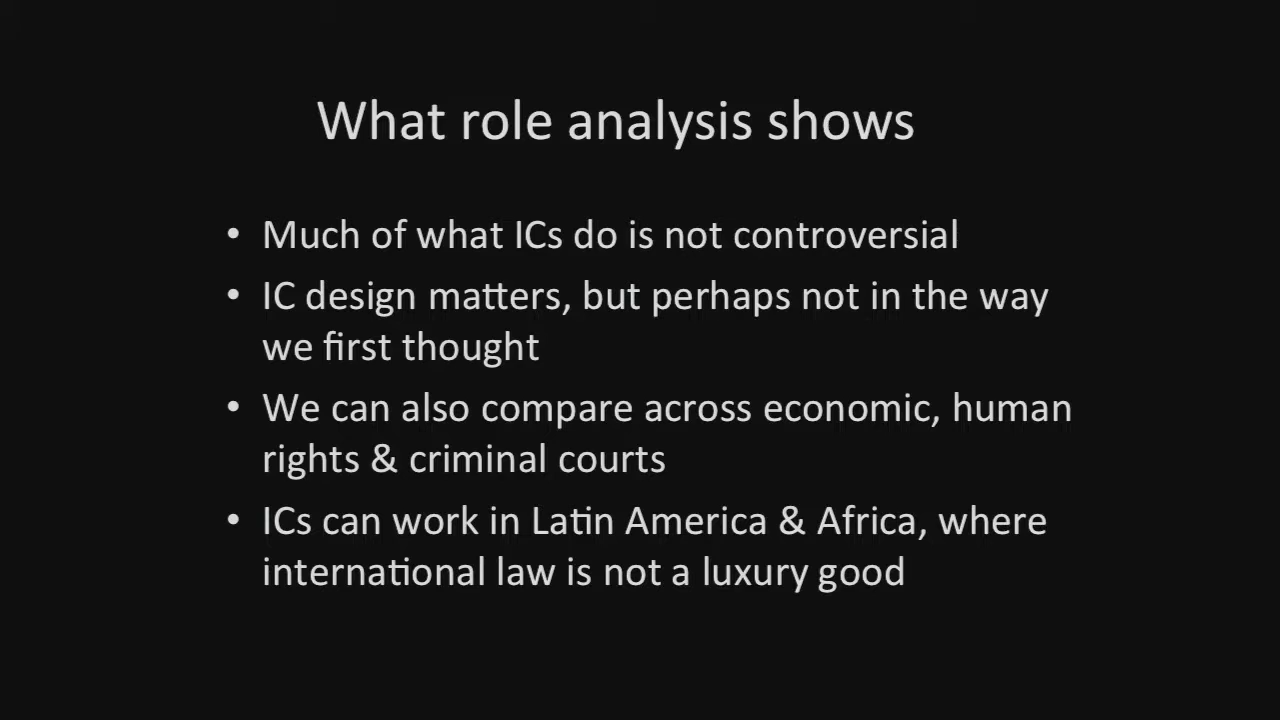 What role analysis shows
• Much of what ICs do is not controversial
• IC design matters, but perhaps not in the way
we first thought
• We can also compare across economic, human
rights & criminal courts
• ICs can work in Latin America & Africa, where
international law is not a luxury good